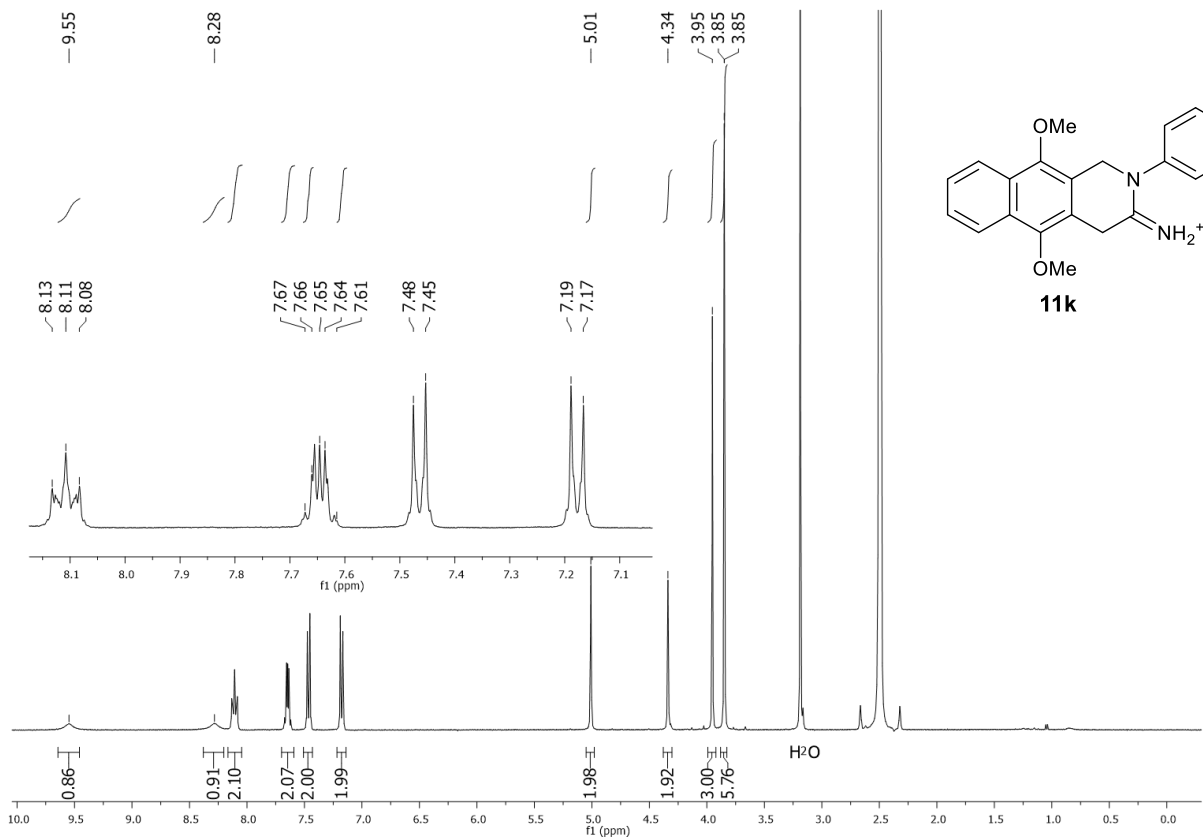 9.55 8.28 5.01 4.34 3.95 3.85 3.85
OMe
N
NH2+
OMe
11k
8.13 8.11 8.08 7.67 7.66 7.65 7.64 7.61 7.48 7.45 7.19 7.17
8.1 8.0 7.9 7.8 7.7 7.6 7.5 7.4 7.3 7.2 7.1
f1 (ppm)
H2O
0.86 0.91 2.10 2.07 2.00 1.99 1.98 1.92 3.00 5.76
10.0 9.5 9.0 8.5 8.0 7.5 7.0 6.5 6.0 5.5 5.0 4.5 4.0 3.5 3.0 2.5 2.0 1.5 1.0 0.5 0.0
f1 (ppm)